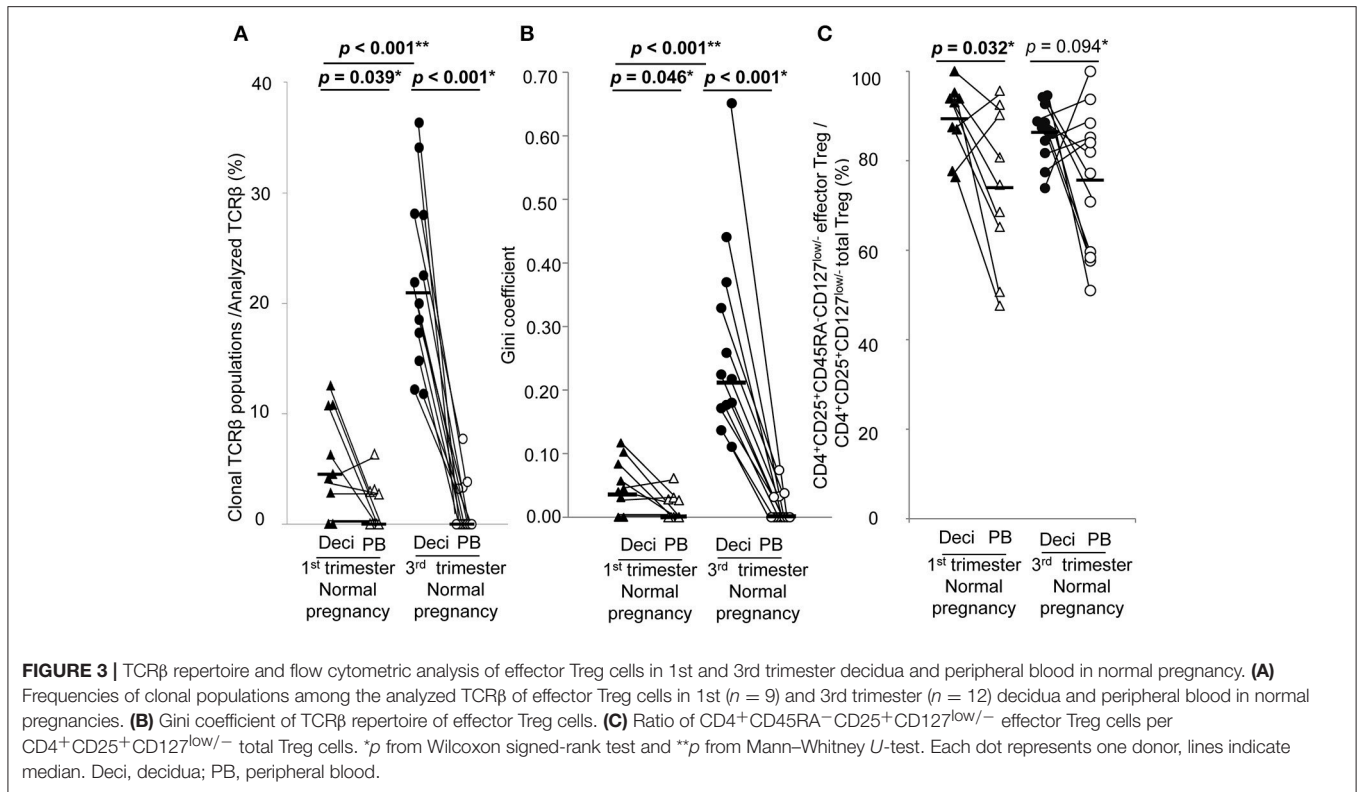 A
p < 0.001**
p = 0.039*
p < 0.001*
Clonal TCRβ populations /Analyzed TCRβ (%)
40
30
20
10
0
Deci PB
Deci PB
1st trimester
3rd trimester
Normal
Normal
pregnancy
pregnancy
B
p < 0.001**
p = 0.046*
p < 0.001*
Gini coefficient
0.70
0.60
0.50
0.40
0.30
0.20
0.10
0.00
Deci PB
Deci PB
1st trimester
3rd trimester
Normal
Normal
pregnancy
pregnancy
C
p = 0.032*
p = 0.094*
CD4+CD25+CD45RA-CD127low/- effector Treg /
CD4+CD25+CD127low/- total Treg (%)
100
80
60
40
20
0
Deci PB
Deci PB
1st trimester
3rd trimester
Normal
Normal
pregnancy
pregnancy
FIGURE 3 | TCRβ repertoire and flow cytometric analysis of effector Treg cells in 1st and 3rd trimester decidua and peripheral blood in normal pregnancy. (A)
Frequencies of clonal populations among the analyzed TCRβ of effector Treg cells in 1st (n = 9) and 3rd trimester (n = 12) decidua and peripheral blood in normal
pregnancies. (B) Gini coefficient of TCRβ repertoire of effector Treg cells. (C) Ratio of CD4+CD45RA−CD25+CD127low/− effector Treg cells per
CD4+CD25+CD127low/− total Treg cells. *p from Wilcoxon signed-rank test and **p from Mann–Whitney U-test. Each dot represents one donor, lines indicate
median. Deci, decidua; PB, peripheral blood.